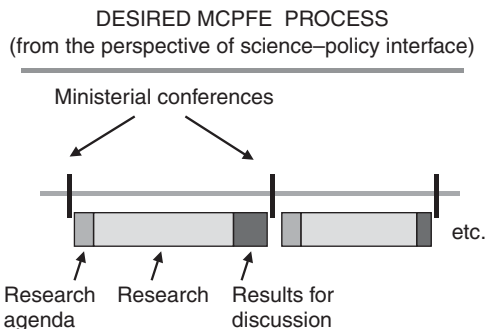 DESIRED MCPFE PROCESS
(from the perspective of science–policy interface)
Ministerial conferences
etc.
Research agenda
Research
Results for discussion